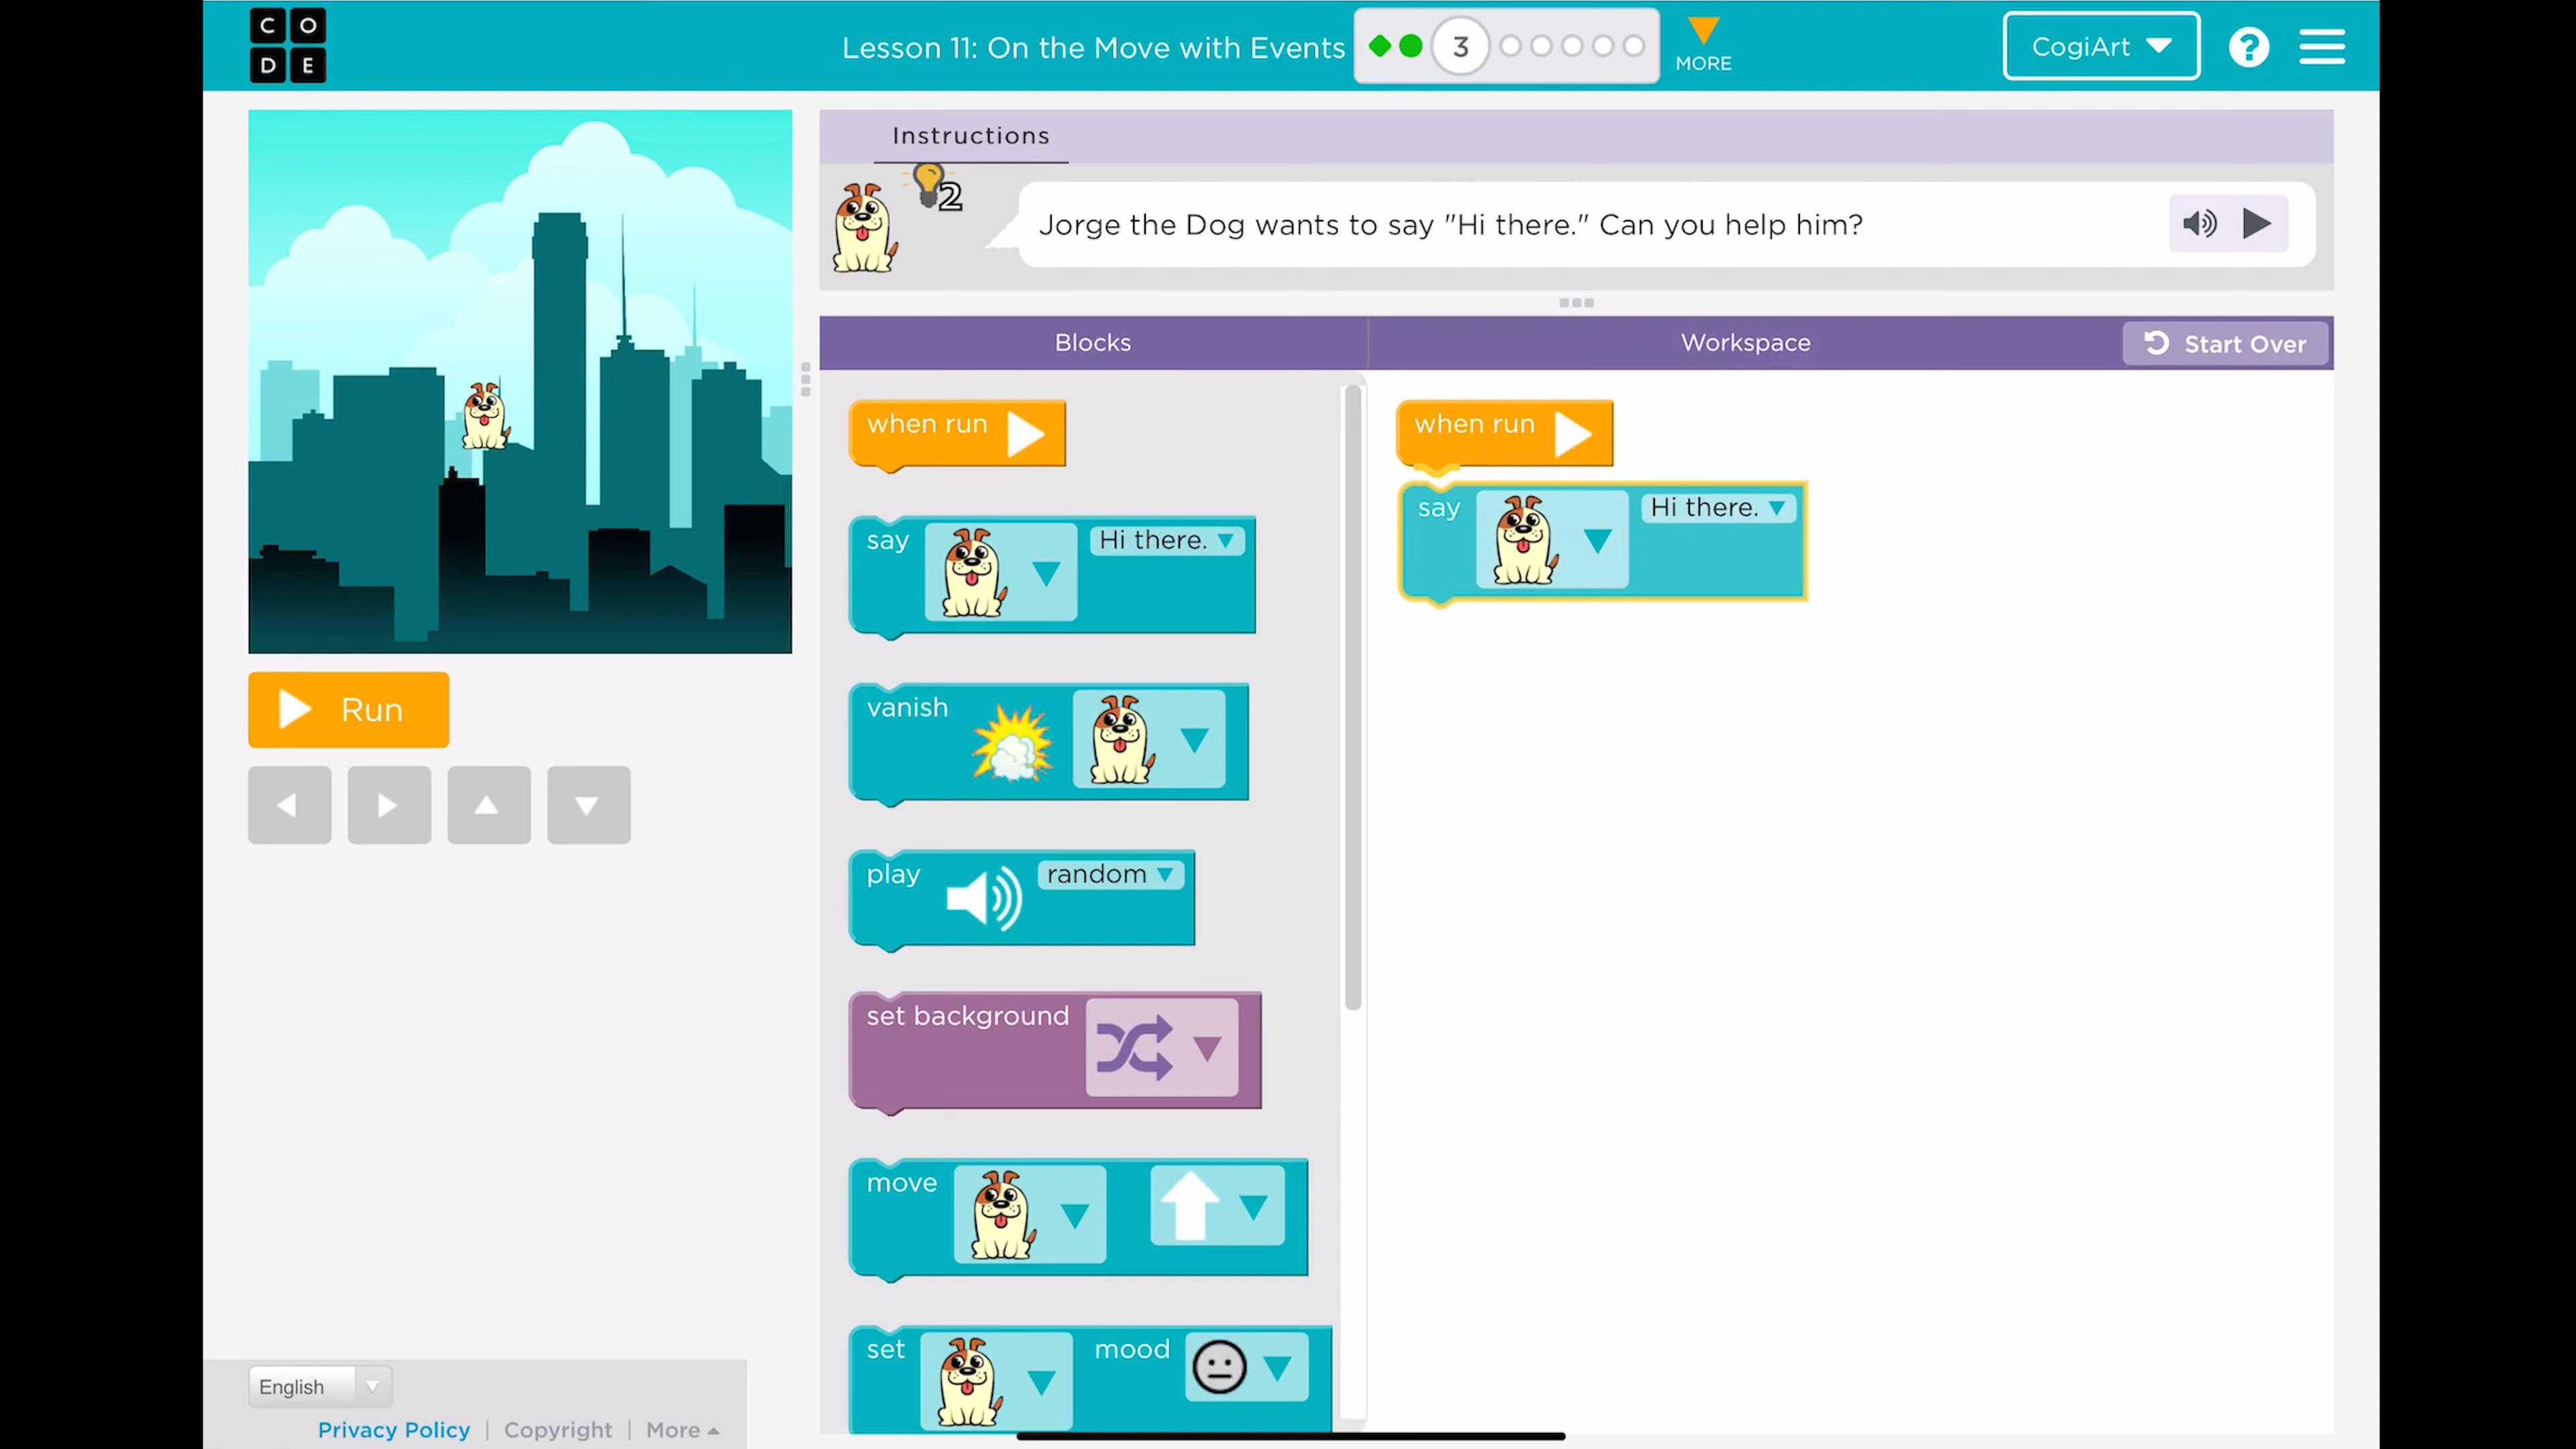 CO
DE
Lesson 11: On the Move with Events
3
MORE
CogiArt
?
Instructions
2
Jorge the Dog wants to say "Hi there." Can you help him?
Blocks
Workspace
Start Over
when run
say Hi there.
vanish
play random
set background
move
set mood
when run
say Hi there.
Run
English
Privacy Policy | Copyright | More